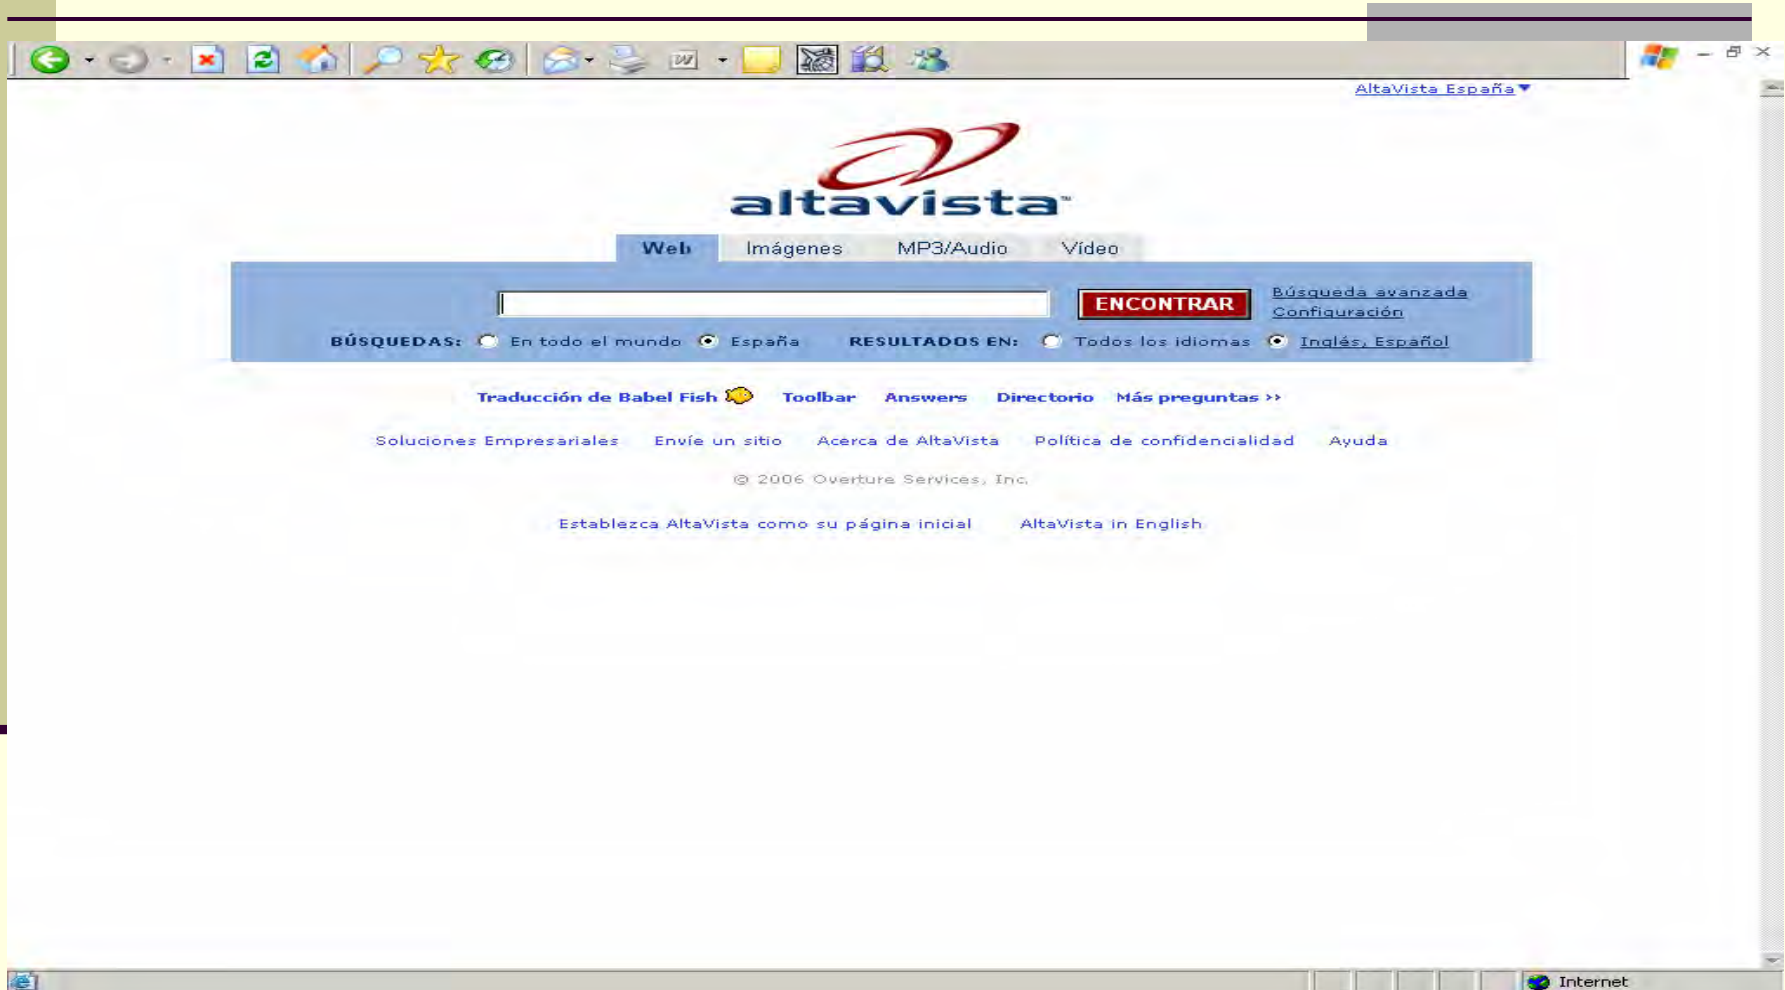 AltaVista España
altavista™
Web Imágenes MP3/Audio Vídeo
ENCONTRAR
Búsqueda avanzada
Configuración
BÚSQUEDAS: En todo el mundo España RESULTADOS EN: Todos los idiomas Inglés, Español
Traducción de Babel Fish Toolbar Answers Directorio Más preguntas ››
Soluciones Empresariales Envíe un sitio Acerca de AltaVista Política de confidencialidad Ayuda
© 2006 Overture Services, Inc.
Establezca AltaVista como su página inicial AltaVista in English
Internet